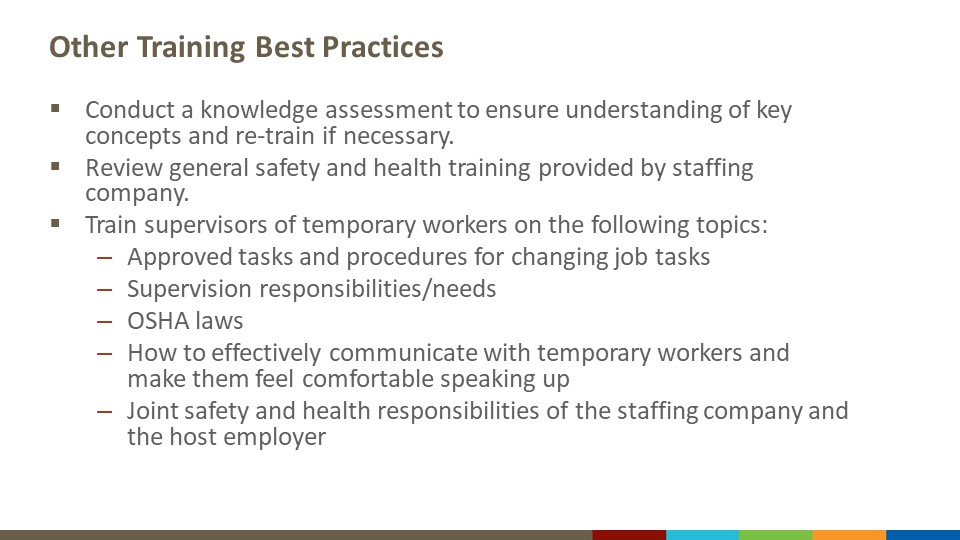 Other Training Best Practices
▪ Conduct a knowledge assessment to ensure understanding of key
concepts and re-train if necessary.
▪ Review general safety and health training provided by staffing
company.
▪ Train supervisors of temporary workers on the following topics:
– Approved tasks and procedures for changing job tasks
– Supervision responsibilities/needs
– OSHA laws
– How to effectively communicate with temporary workers and
make them feel comfortable speaking up
– Joint safety and health responsibilities of the staffing company and
the host employer